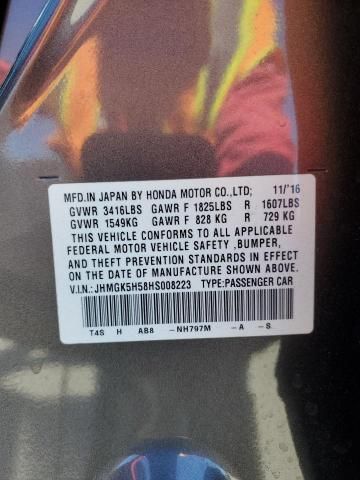 MFD.IN JAPAN BY HONDA MOTOR CO.,LTD; 11/'16
GVWR 3416LBS GAWR F 1825LBS R 1607LBS
GVWR 1549KG GAWR F 828 KG R 729 KG
THIS VEHICLE CONFORMS TO ALL APPLICABLE
FEDERAL MOTOR VEHICLE SAFETY ,BUMPER,
AND THEFT PREVENTION STANDARDS IN EFFECT
ON THE DATE OF MANUFACTURE SHOWN ABOVE.
V.I.N.: JHMGK5H58HS008223 TYPE:PASSENGER CAR
T4S H AB8 -NH797M -A -S.